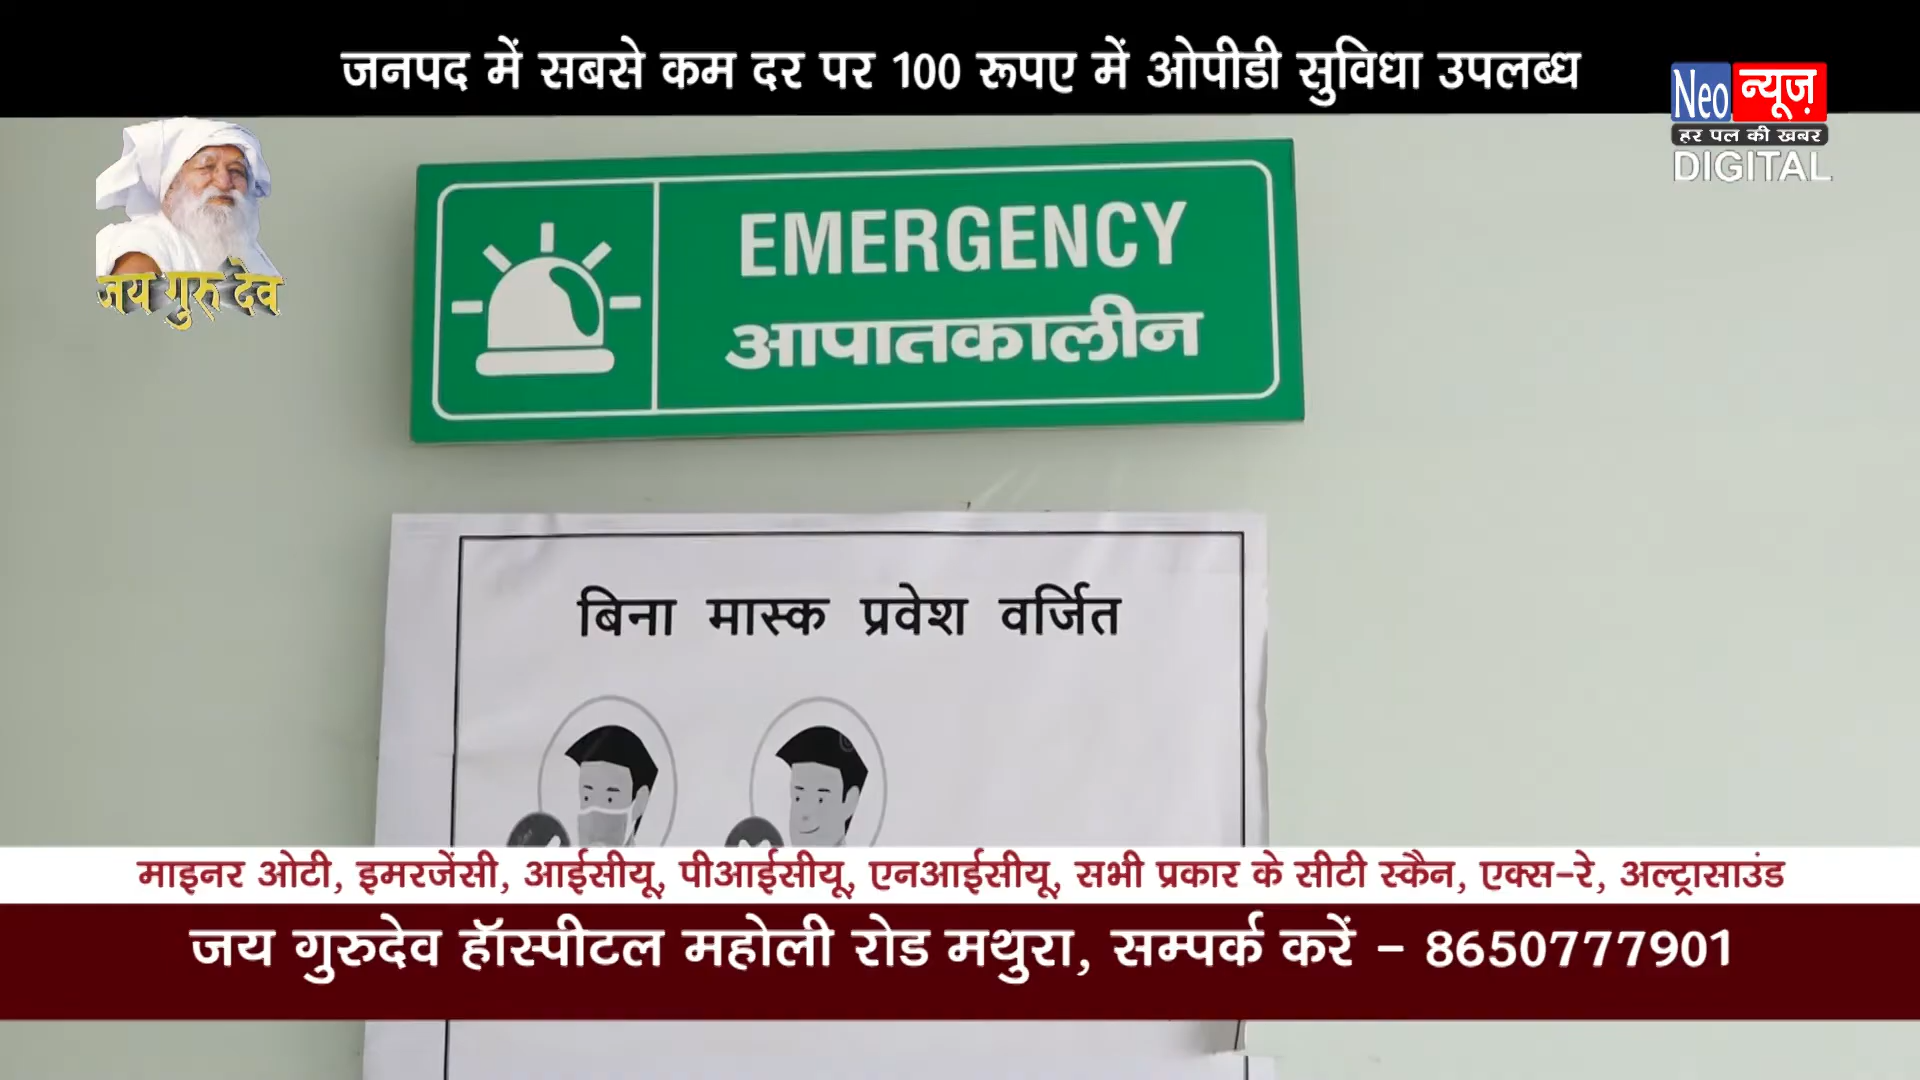 जनपद में सबसे कम दर पर 100 रूपए में ओपीडी सुविधा उपलब्ध
Neo न्यूज़
हर पल की खबर
DIGITAL
जय गुरु देव
EMERGENCY
आपातकालीन
बिना मास्क प्रवेश वर्जित
माइनर ओटी, इमरजेंसी, आईसीयू, पीआईसीयू, एनआईसीयू, सभी प्रकार के सीटी स्कैन, एक्स-रे, अल्ट्रासाउंड
जय गुरुदेव हॉस्पीटल महोली रोड मथुरा, सम्पर्क करें - 8650777901